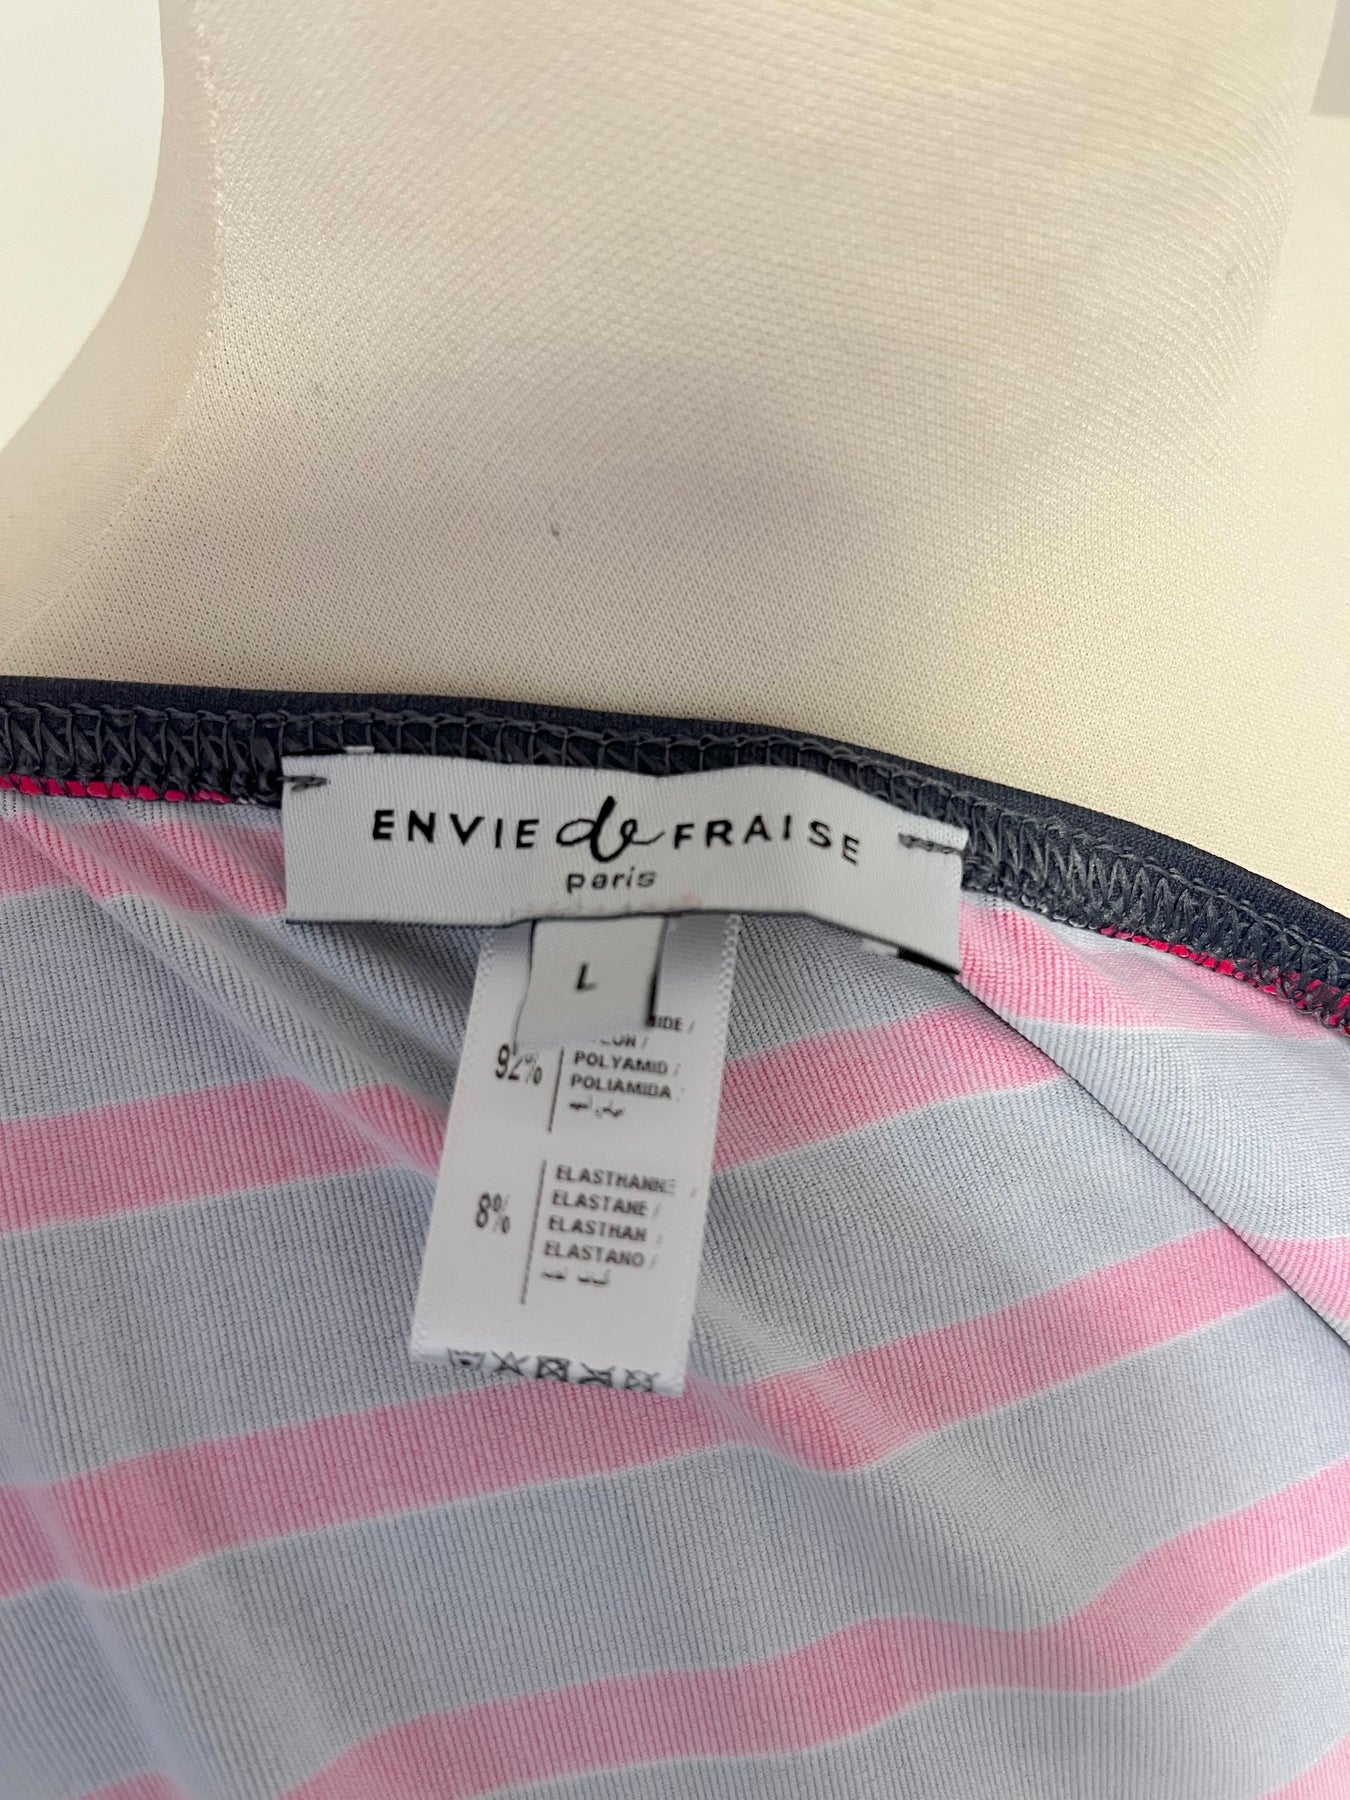 ENVIE de FRAISE
paris
L
92%
POLYAMID /
POLIAMIDA
8%
ELASTHANNE /
ELASTANE /
ELASTHAN /
ELASTANO /